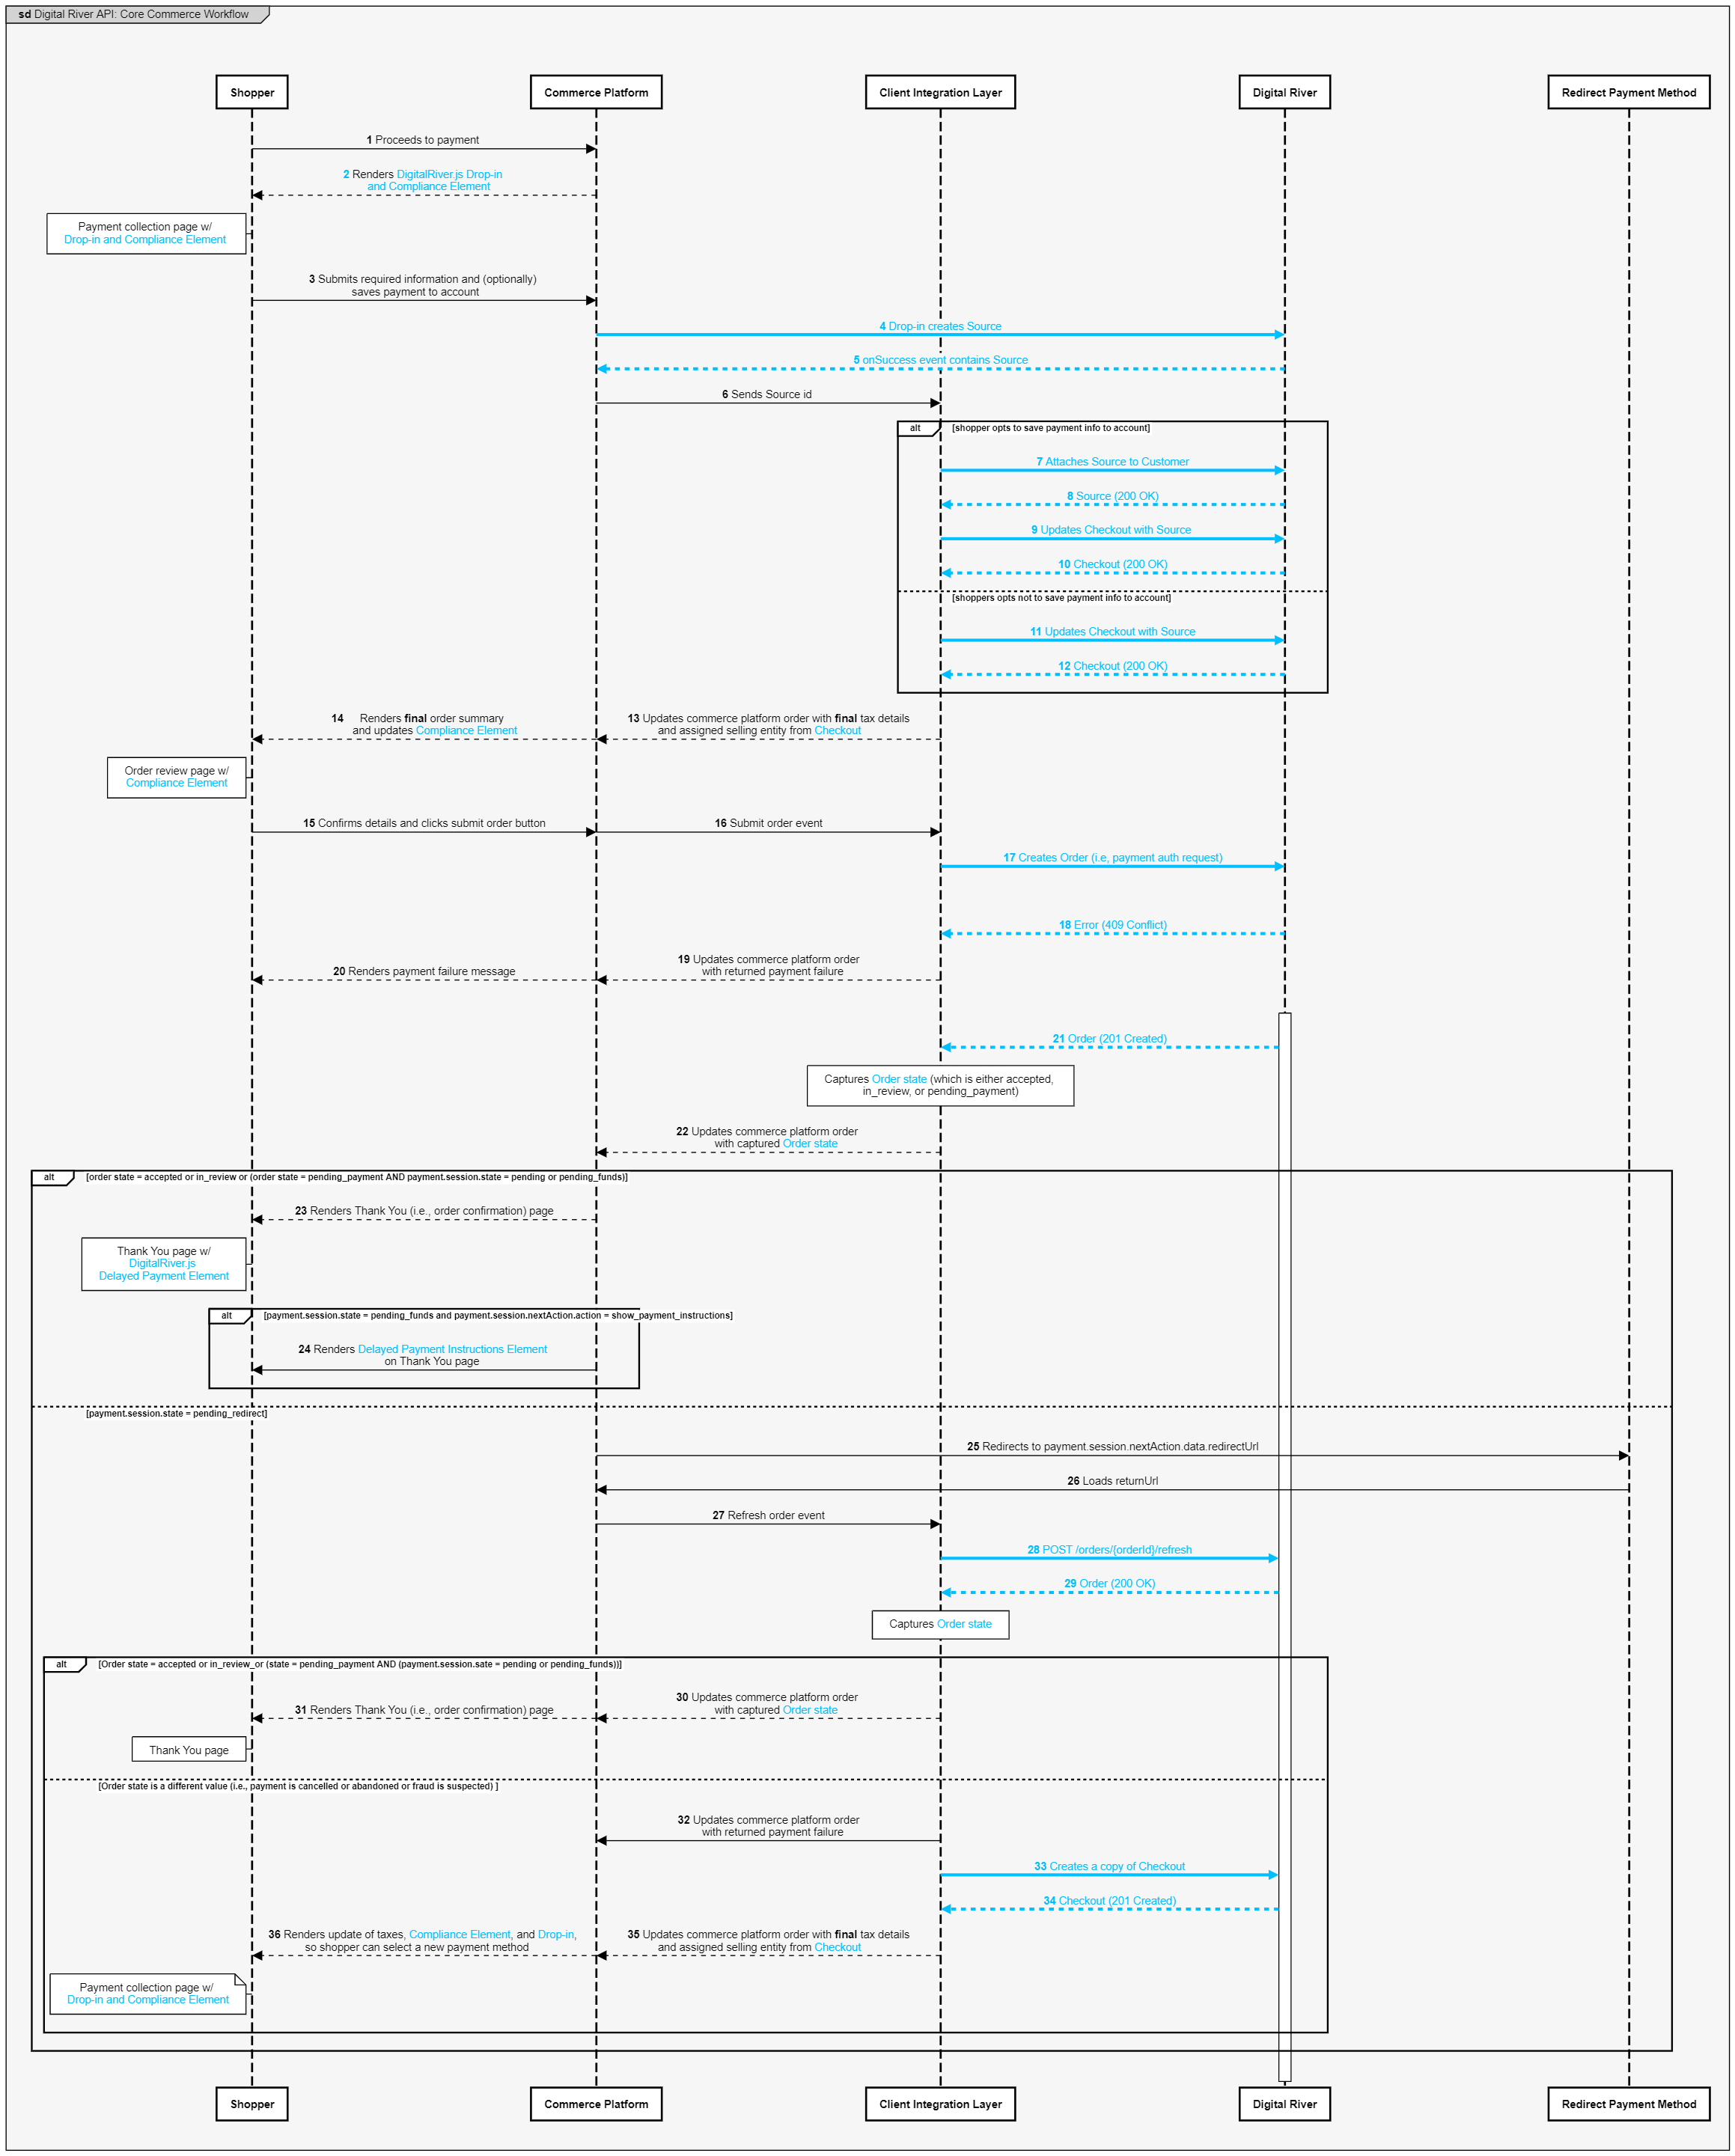 sd Digital River API: Core Commerce Workflow
Shopper
Commerce Platform
Client Integration Layer
Digital River
Redirect Payment Method
1 Proceeds to payment
2 Renders DigitalRiver.js Drop-in
and Compliance Element
Payment collection page w/
Drop-in and Compliance Element
3 Submits required information and (optionally)
saves payment to account
4 Drop-in creates Source
5 onSuccess event contains Source
6 Sends Source id
alt
[shopper opts to save payment info to account]
7 Attaches Source to Customer
8 Source (200 OK)
9 Updates Checkout with Source
10 Checkout (200 OK)
[shoppers opts not to save payment info to account]
11 Updates Checkout with Source
12 Checkout (200 OK)
13 Updates commerce platform order with final tax details
and assigned selling entity from Checkout
14 Renders final order summary
and updates Compliance Element
Order review page w/
Compliance Element
15 Confirms details and clicks submit order button
16 Submit order event
17 Creates Order (i.e, payment auth request)
18 Error (409 Conflict)
19 Updates commerce platform order
with returned payment failure
20 Renders payment failure message
21 Order (201 Created)
Captures Order state (which is either accepted,
in_review, or pending_payment)
22 Updates commerce platform order
with captured Order state
alt
[order state = accepted or in_review or (order state = pending_payment AND payment.session.state = pending or pending_funds)]
23 Renders Thank You (i.e., order confirmation) page
Thank You page w/
DigitalRiver.js
Delayed Payment Element
alt
[payment.session.state = pending_funds and payment.session.nextAction.action = show_payment_instructions]
24 Renders Delayed Payment Instructions Element
on Thank You page
[payment.session.state = pending_redirect]
25 Redirects to payment.session.nextAction.data.redirectUrl
26 Loads returnUrl
27 Refresh order event
28 POST /orders/{orderId}/refresh
29 Order (200 OK)
Captures Order state
alt
[Order state = accepted or in_review_or (state = pending_payment AND (payment.session.sate = pending or pending_funds))]
30 Updates commerce platform order
with captured Order state
31 Renders Thank You (i.e., order confirmation) page
Thank You page
[Order state is a different value (i.e., payment is cancelled or abandoned or fraud is suspected) ]
32 Updates commerce platform order
with returned payment failure
33 Creates a copy of Checkout
34 Checkout (201 Created)
35 Updates commerce platform order with final tax details
and assigned selling entity from Checkout
36 Renders update of taxes, Compliance Element, and Drop-in,
so shopper can select a new payment method
Payment collection page w/
Drop-in and Compliance Element
Shopper
Commerce Platform
Client Integration Layer
Digital River
Redirect Payment Method